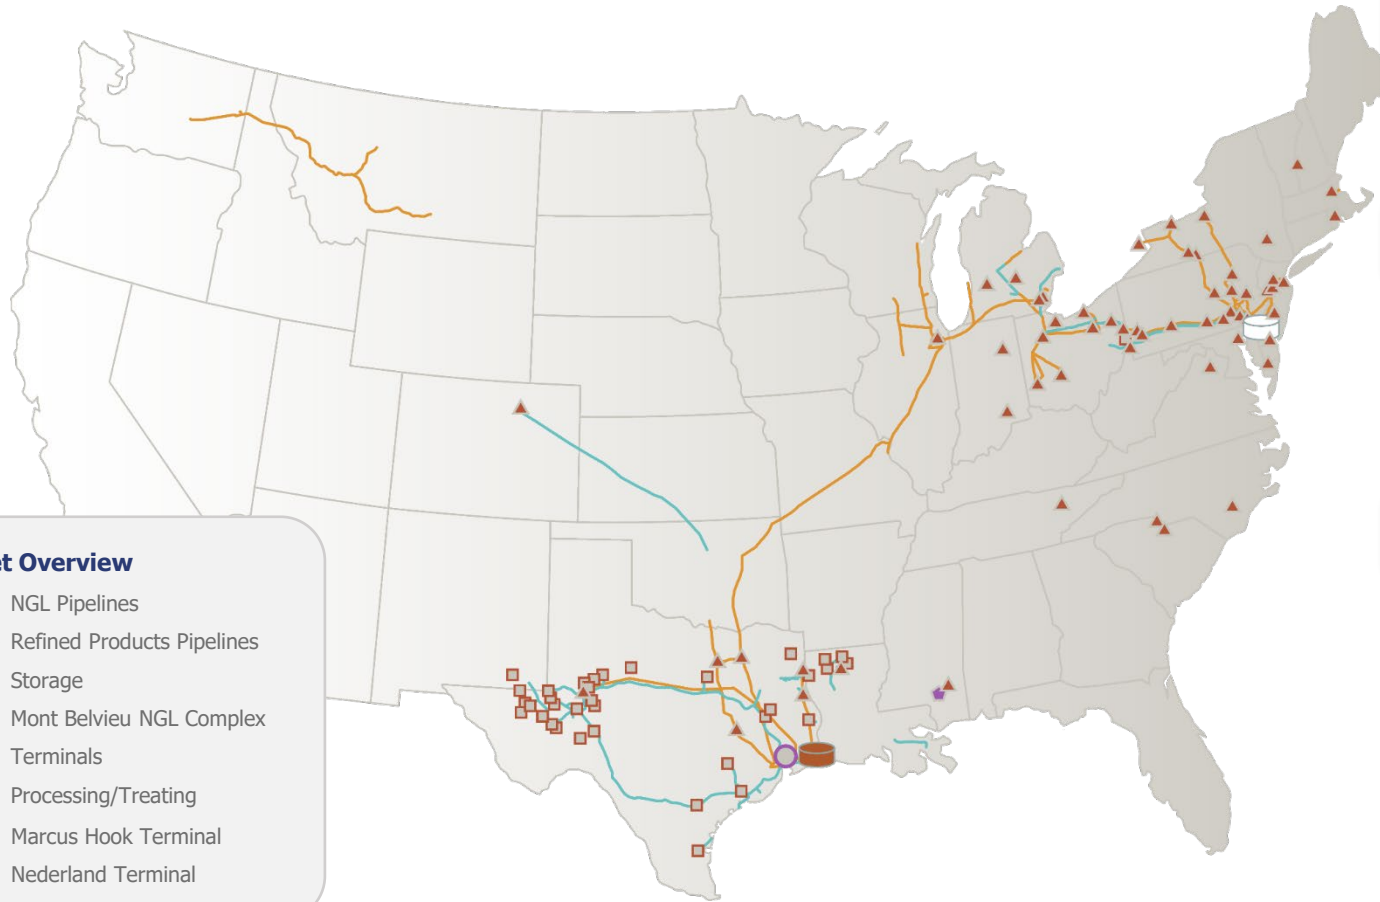 et Overview
NGL Pipelines
Refined Products Pipelines
Storage
Mont Belvieu NGL Complex
Terminals
Processing/Treating
Marcus Hook Terminal
Nederland Terminal